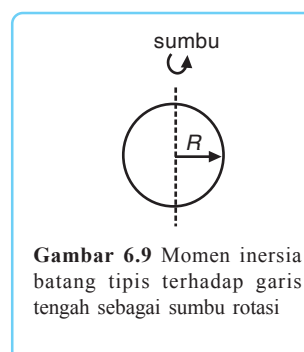 sumbu
R
Gambar 6.9 Momen inersia
batang tipis terhadap garis
tengah sebagai sumbu rotasi